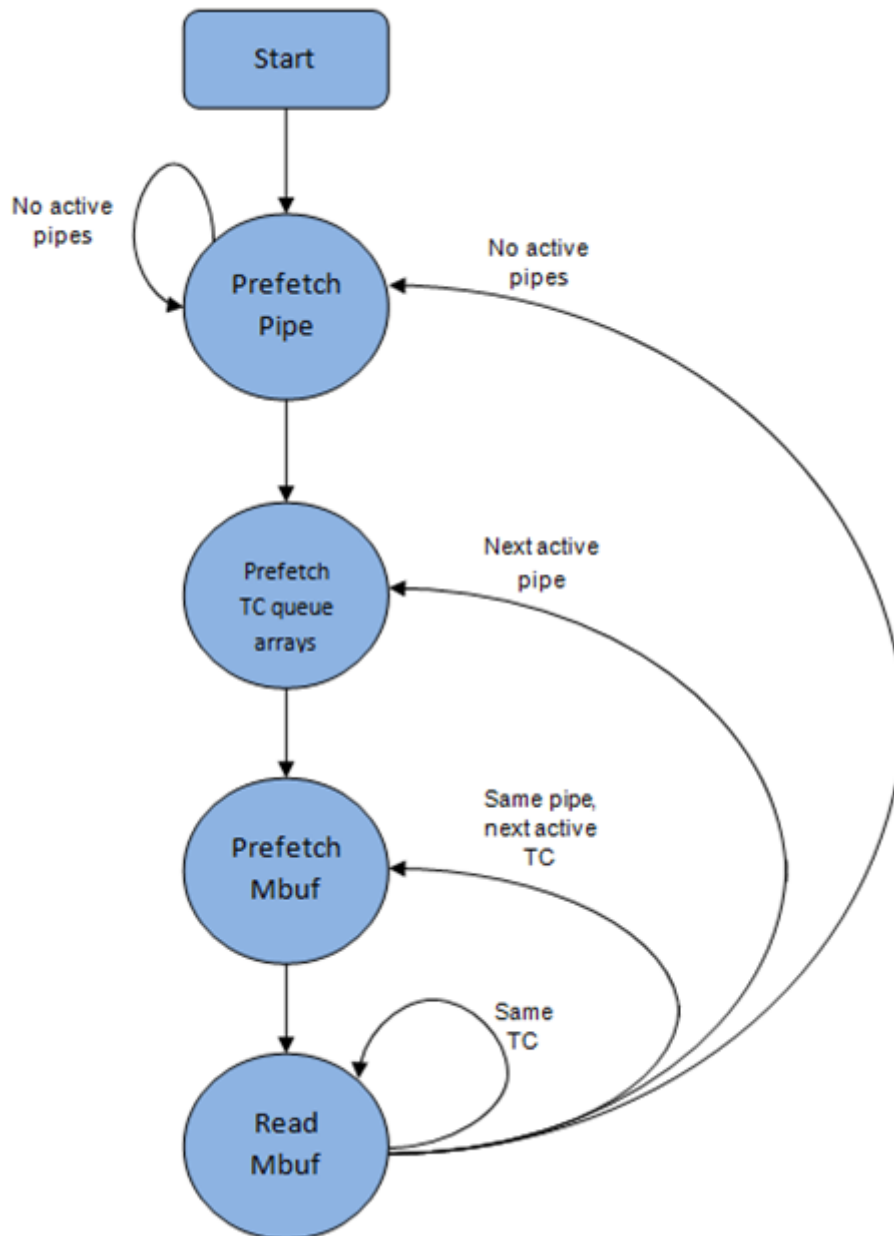 Start
No active
pipes
No active
pipes
Prefetch
Pipe
Next active
pipe
Prefetch
TC queue
arrays
Same pipe,
next active
TC
Prefetch
Mbuf
Same
TC
Read
Mbuf